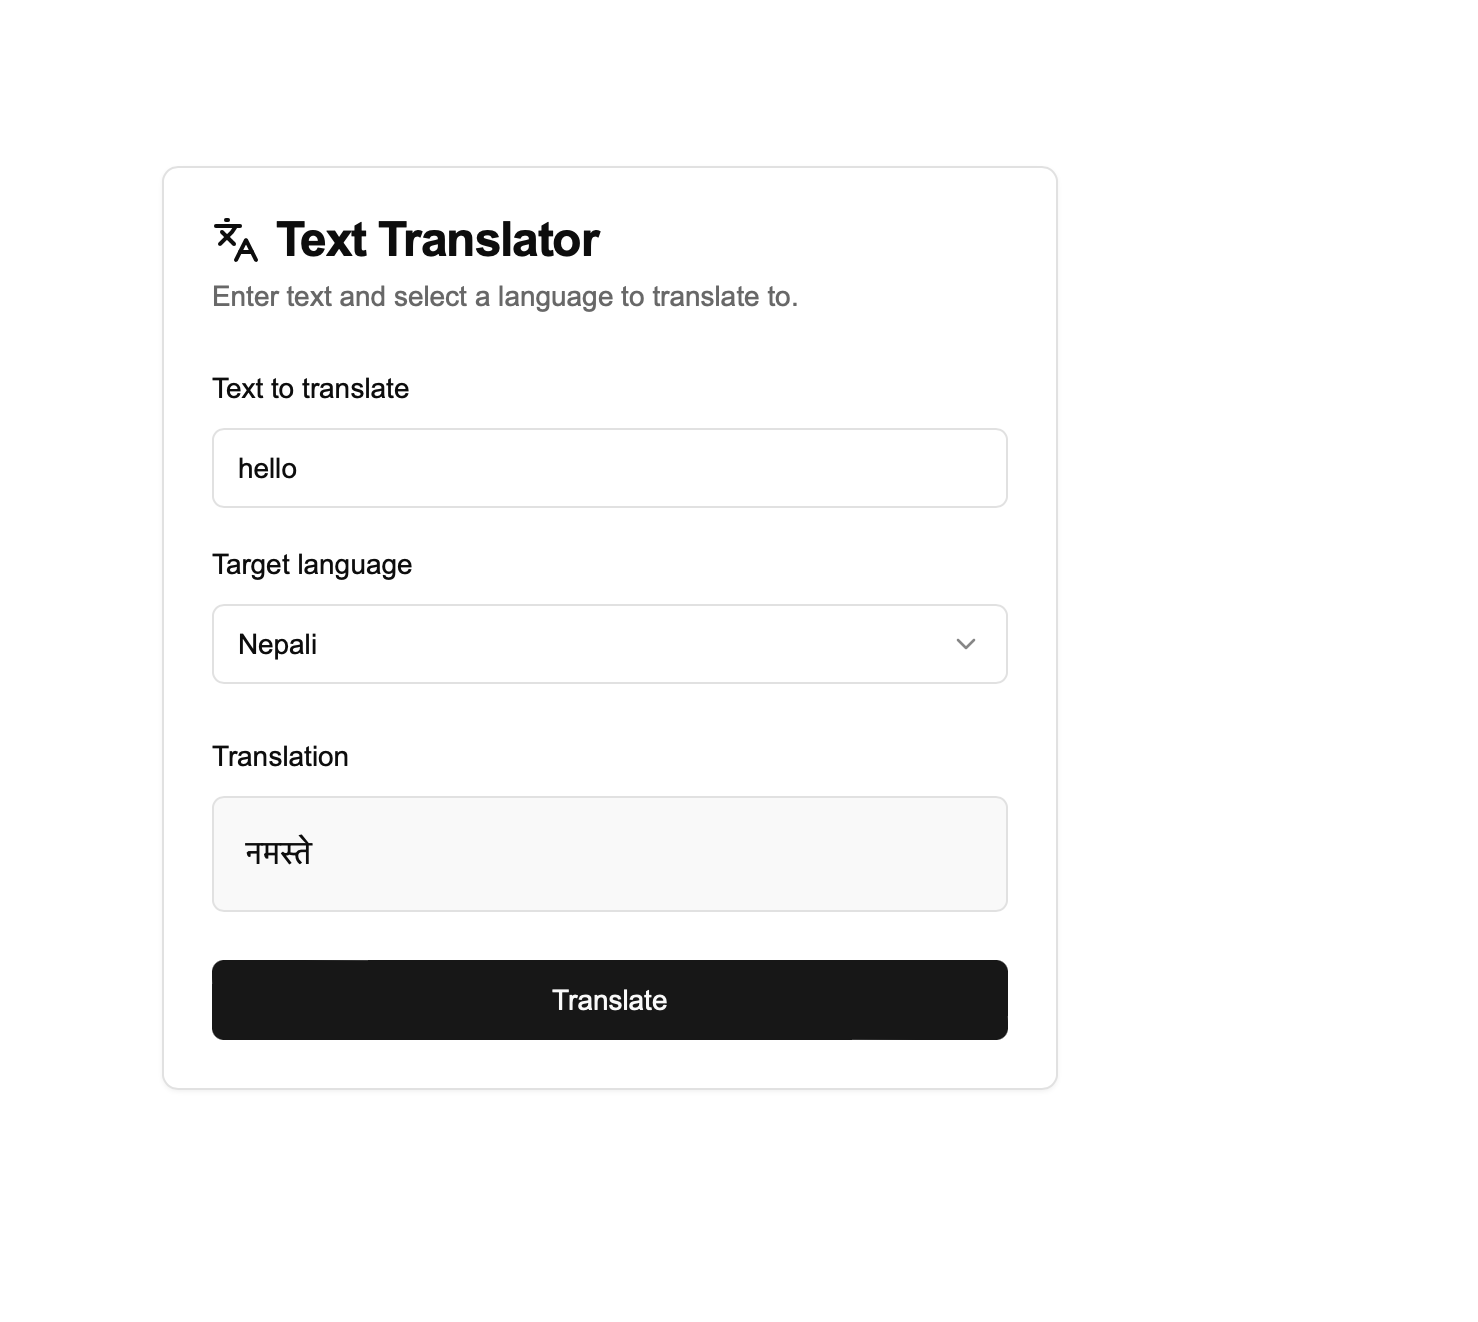 Text Translator
Enter text and select a language to translate to.
Text to translate
hello
Target language
Nepali
Translation
नमस्ते
Translate